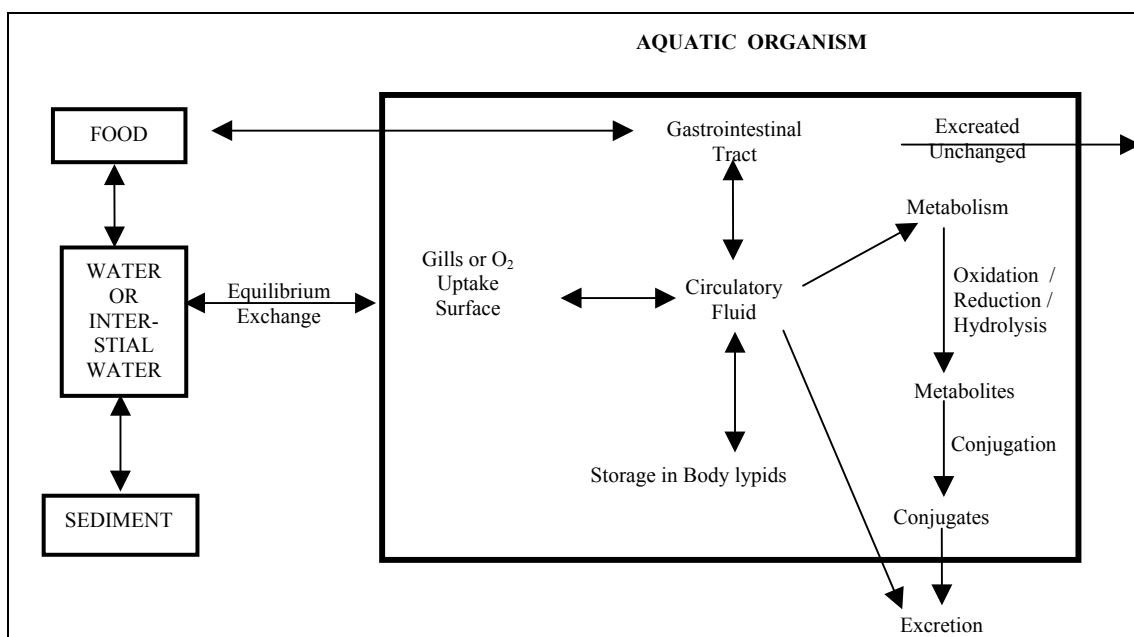 AQUATIC ORGANISM
FOOD
Gastrointestinal
Tract
Excreated
Unchanged
Metabolism
WATER
OR
INTER-
STIAL
WATER
Equilibrium
Exchange
Gills or O₂
Uptake
Surface
Circulatory
Fluid
Oxidation /
Reduction /
Hydrolysis
Metabolites
Conjugation
Storage in Body lypids
SEDIMENT
Conjugates
Excretion